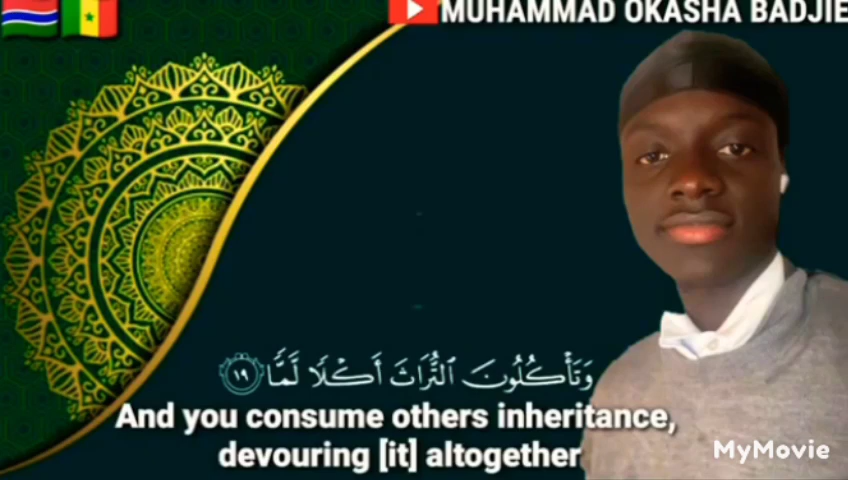 MUHAMMAD OKASHA BADJIE
وَتَأْكُلُونَ ٱلتُّرَاثَ أَكْلًا لَّمًّا ١٩
And you consume others inheritance,
devouring [it] altogether
MyMovie